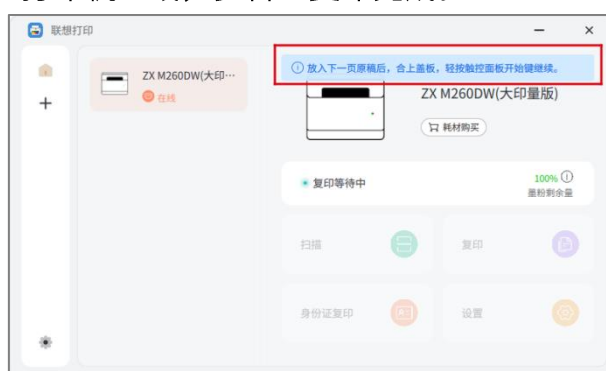 联想打印
ZX M260DW(大印…
在线
放入下一页原稿后，合上盖板，轻按触控面板开始键继续。
ZX M260DW(大印量版)
耗材购买
复印等待中
100%
墨粉剩余量
扫描
复印
身份证复印
设置